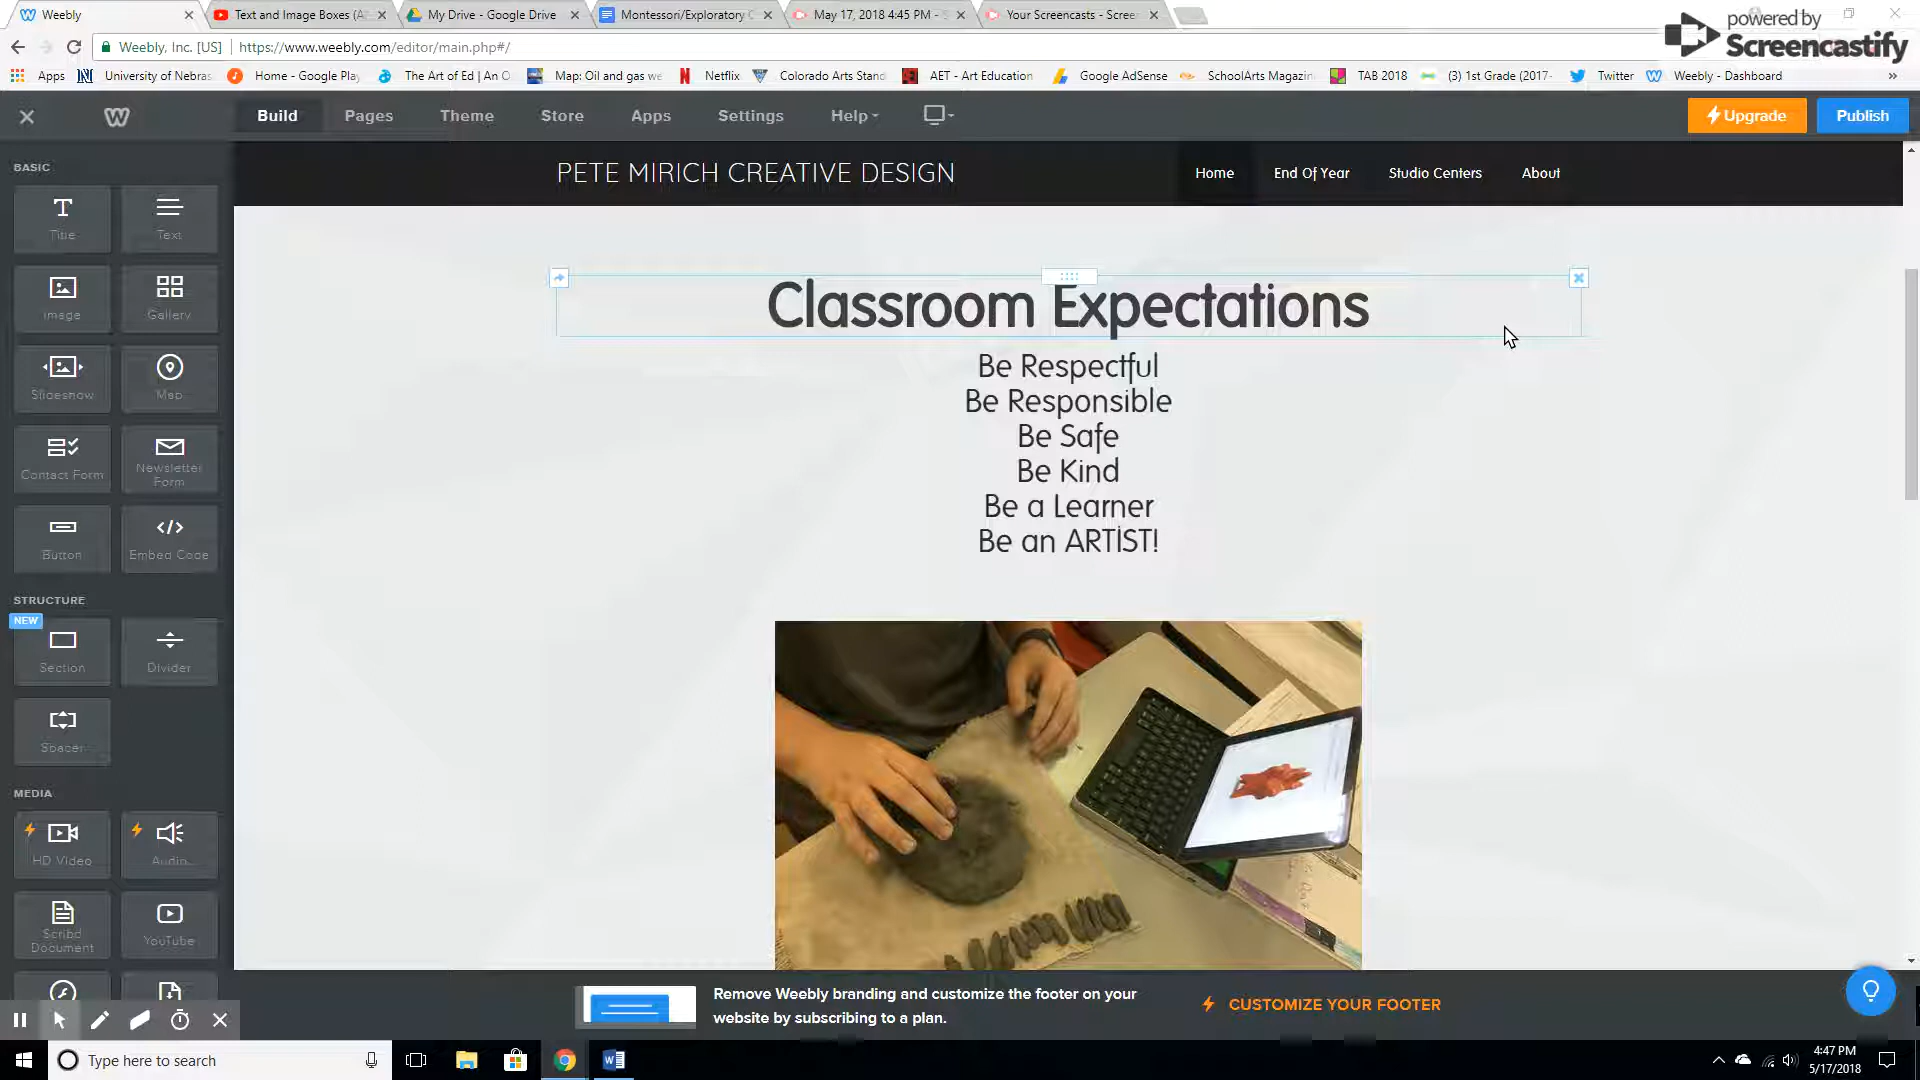 Weebly
Text and Image Boxes (A
My Drive - Google Drive
Montessori/Exploratory C
May 17, 2018 4:45 PM - S
Your Screencasts - Scree
powered by
Screencastify
Weebly, Inc. [US]
https://www.weebly.com/editor/main.php#/
Apps
University of Nebras
Home - Google Play
The Art of Ed | An O
Map: Oil and gas we
Netflix
Colorado Arts Stand
AET - Art Education
Google AdSense
SchoolArts Magazin
TAB 2018
(3) 1st Grade (2017-
Twitter
Weebly - Dashboard
»
Build
Pages
Theme
Store
Apps
Settings
Help
Upgrade
Publish
PETE MIRICH CREATIVE DESIGN
Home
End Of Year
Studio Centers
About
BASIC
Title
Text
Image
Gallery
Slideshow
Map
Contact Form
Newsletter
Form
Button
Embed Code
STRUCTURE
NEW
Section
Divider
Spacer
MEDIA
HD Video
Audio
Scribd
Document
YouTube
Classroom Expectations
Be Respectful
Be Responsible
Be Safe
Be Kind
Be a Learner
Be an ARTIST!
Remove Weebly branding and customize the footer on your
website by subscribing to a plan.
CUSTOMIZE YOUR FOOTER
Type here to search
4:47 PM
5/17/2018